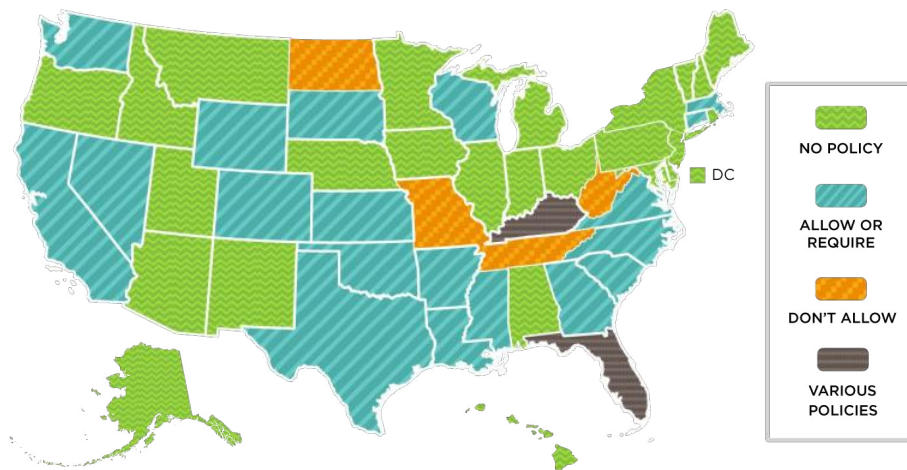 DC
NO POLICY
ALLOW OR
REQUIRE
DON'T ALLOW
VARIOUS
POLICIES